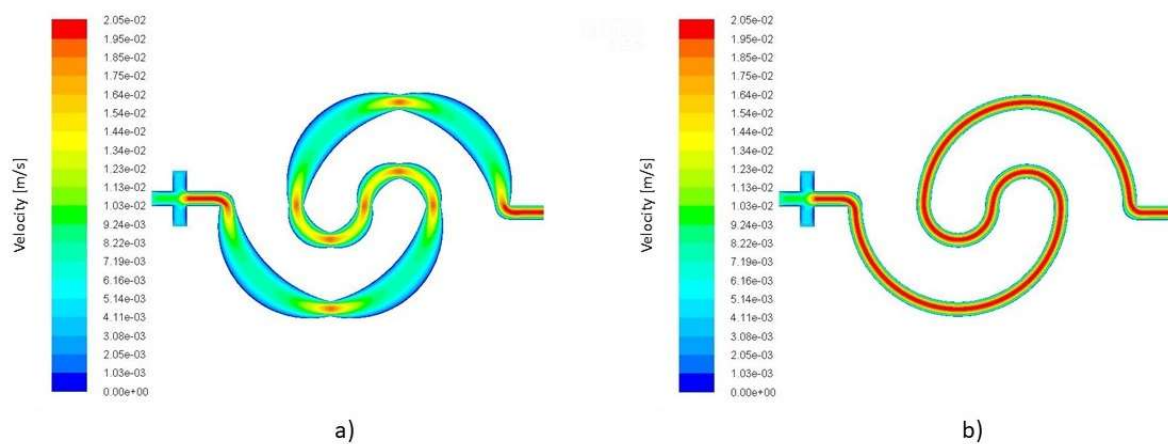 Velocity [m/s]
2.05e-02
1.95e-02
1.85e-02
1.75e-02
1.64e-02
1.54e-02
1.44e-02
1.33e-02
1.23e-02
1.13e-02
1.03e-02
9.24e-03
8.22e-03
7.19e-03
6.16e-03
5.14e-03
4.11e-03
3.08e-03
2.05e-03
1.03e-03
0.00e+00
a)
Velocity [m/s]
2.05e-02
1.95e-02
1.85e-02
1.75e-02
1.64e-02
1.54e-02
1.44e-02
1.33e-02
1.23e-02
1.13e-02
1.03e-02
9.24e-03
8.22e-03
7.19e-03
6.16e-03
5.14e-03
4.11e-03
3.08e-03
2.05e-03
1.03e-03
0.00e+00
b)